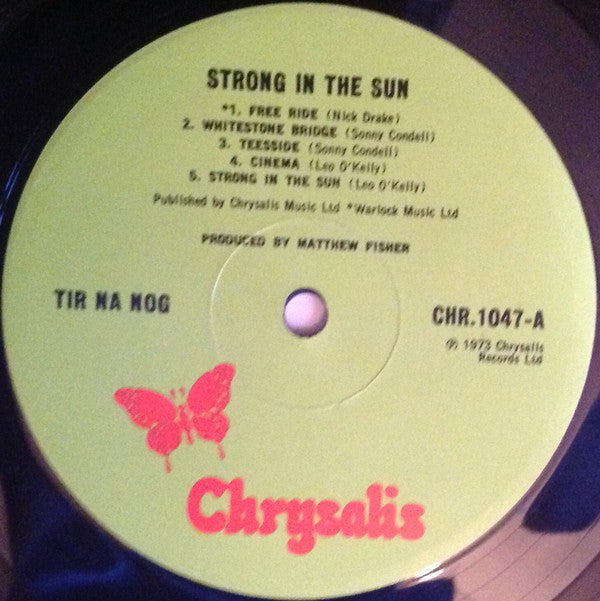 STRONG IN THE SUN
*1. FREE RIDE (Nick Drake)
2. WHITESTONE BRIDGE (Sonny Condell)
3. TEESSIDE (Sonny Condell)
4. CINEMA (Leo O'Kelly)
5. STRONG IN THE SUN (Leo O'Kelly)
Published by Chrysalis Music Ltd *Warlock Music Ltd
PRODUCED BY MATTHEW FISHER
TIR NA NOG
CHR.1047-A
℗ 1973 Chrysalis
Records Ltd
Chrysalis